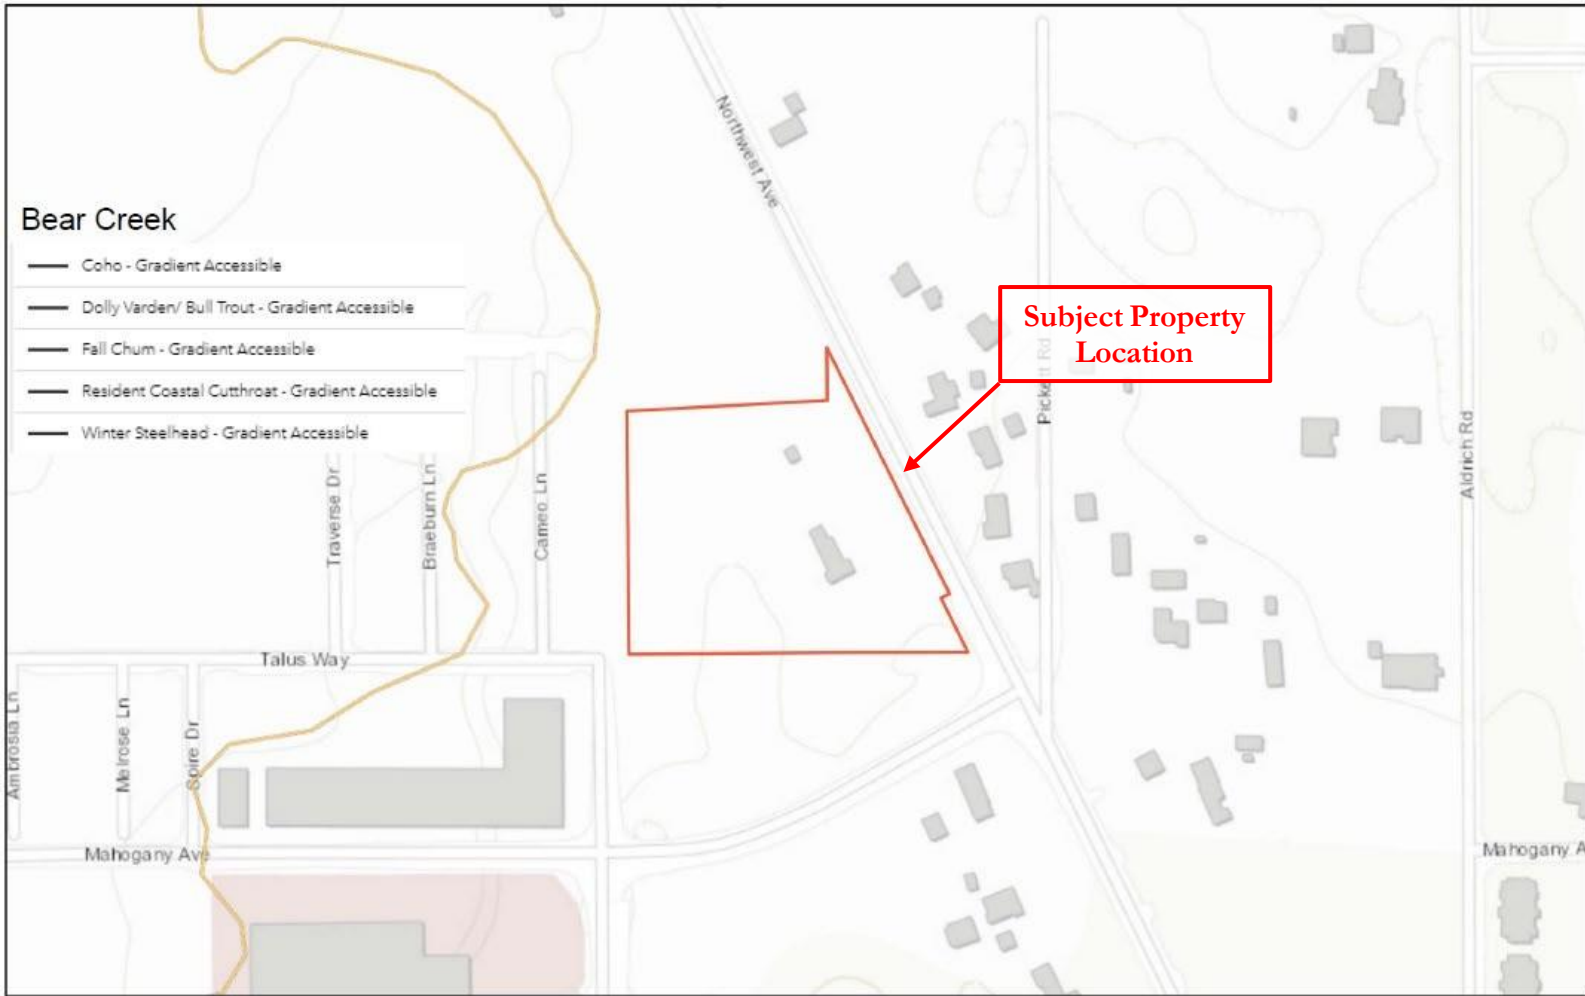 Northwest Ave
Bear Creek
Coho - Gradient Accessible
Dolly Varden/ Bull Trout - Gradient Accessible
Fall Chum - Gradient Accessible
Resident Coastal Cutthroat - Gradient Accessible
Winter Steelhead - Gradient Accessible
Subject Property
Location
Pickett Rd
Aldrich Rd
Traverse Dr
Braeburn Ln
Cameo Ln
Talus Way
Ambrosia Ln
Melrose Ln
Spire Dr
Mahogany Ave
Mahogany A